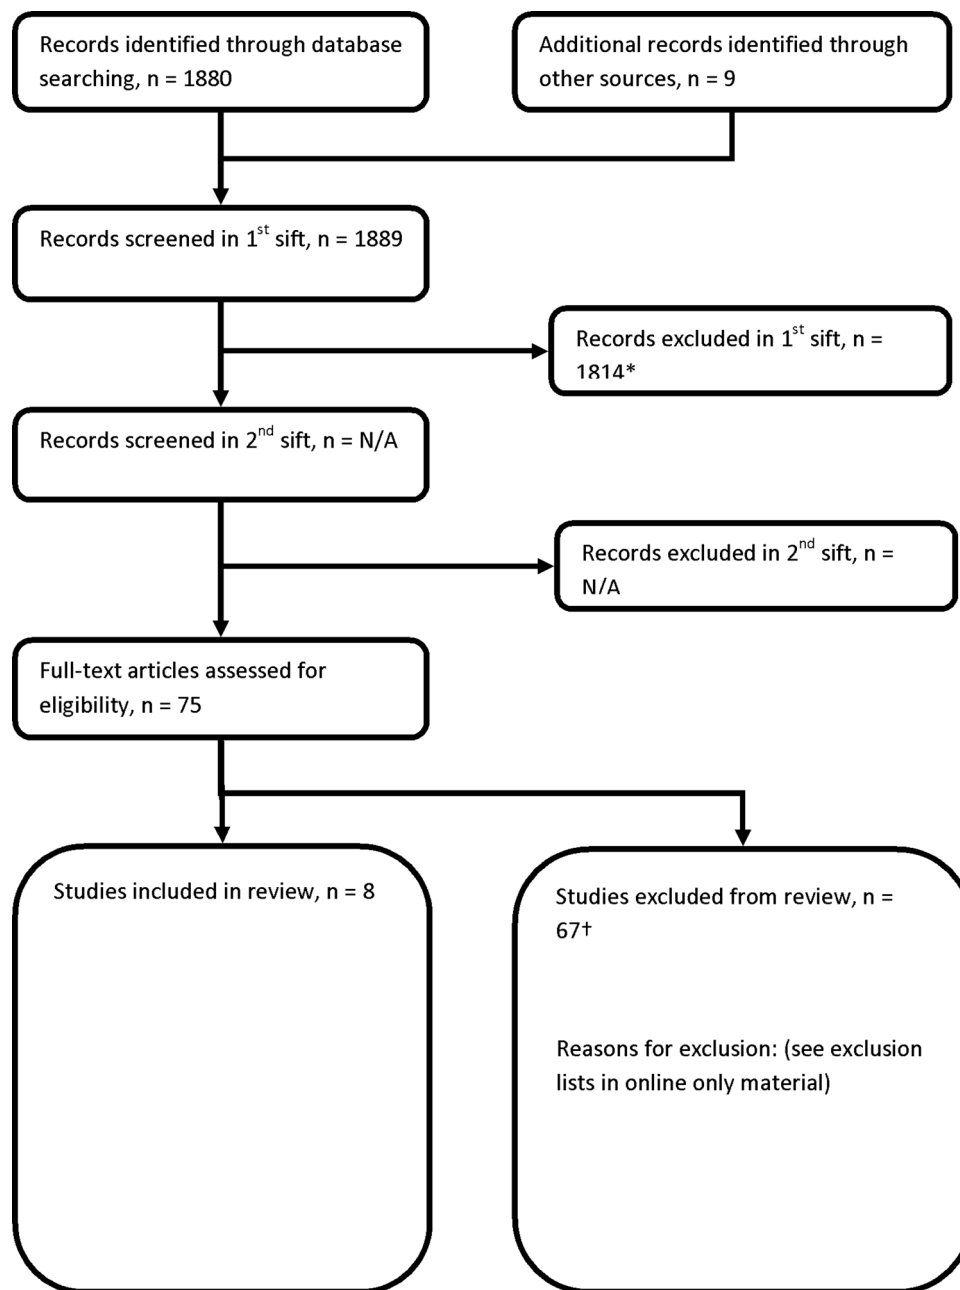 Records identified through database
searching, n = 1880
Additional records identified through
other sources, n = 9
Records screened in 1st sift, n = 1889
Records excluded in 1st sift, n =
1814*
Records screened in 2nd sift, n = N/A
Records excluded in 2nd sift, n =
N/A
Full-text articles assessed for
eligibility, n = 75
Studies included in review, n = 8
Studies excluded from review, n =
67†
Reasons for exclusion: (see exclusion
lists in online only material)